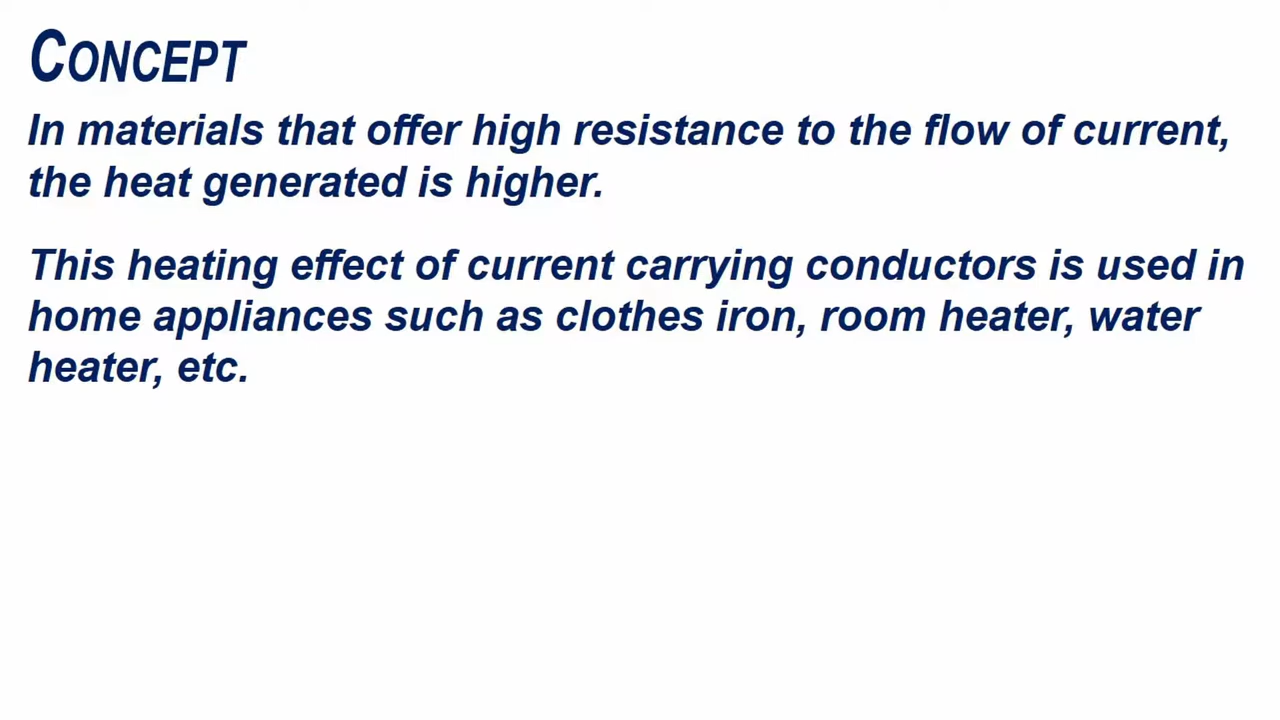 CONCEPT
In materials that offer high resistance to the flow of current,
the heat generated is higher.
This heating effect of current carrying conductors is used in
home appliances such as clothes iron, room heater, water
heater, etc.